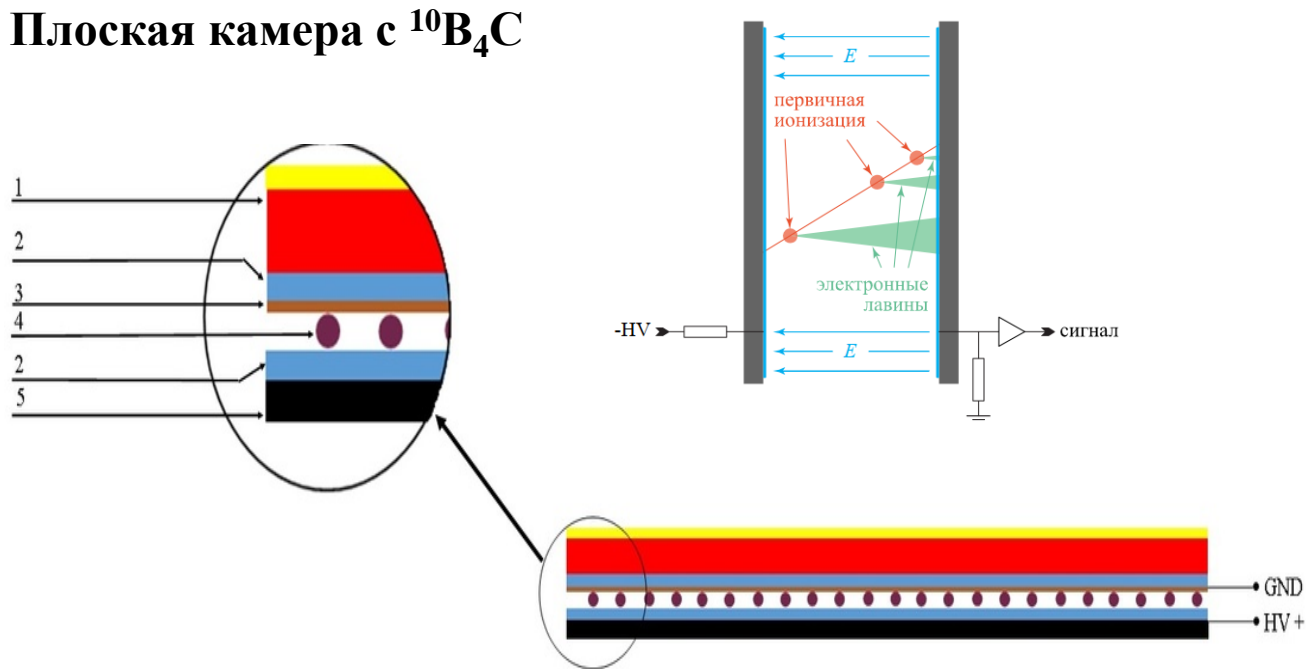 Плоская камера с ¹⁰B₄C
E
первичная
ионизация
электронные
лавины
-HV
сигнал
E
1
2
3
4
2
5
GND
HV +